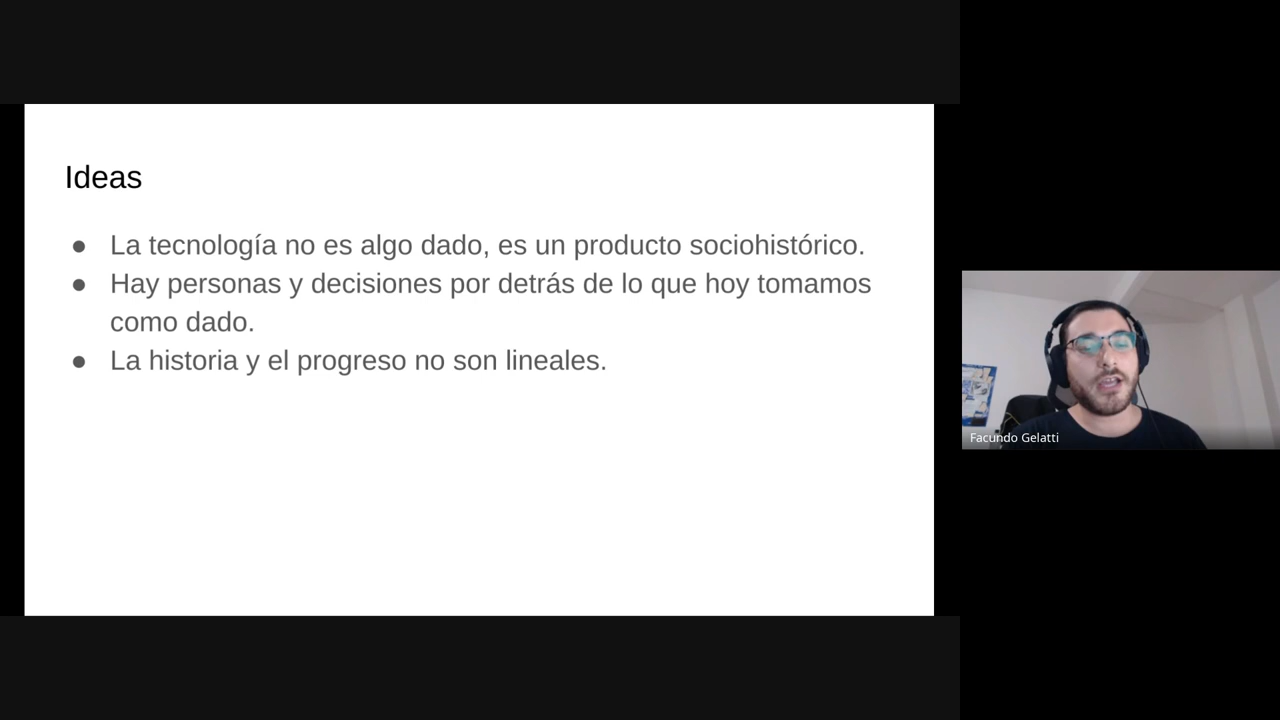 Ideas
● La tecnología no es algo dado, es un producto sociohistórico.
● Hay personas y decisiones por detrás de lo que hoy tomamos
como dado.
● La historia y el progreso no son lineales.
Facundo Gelatti